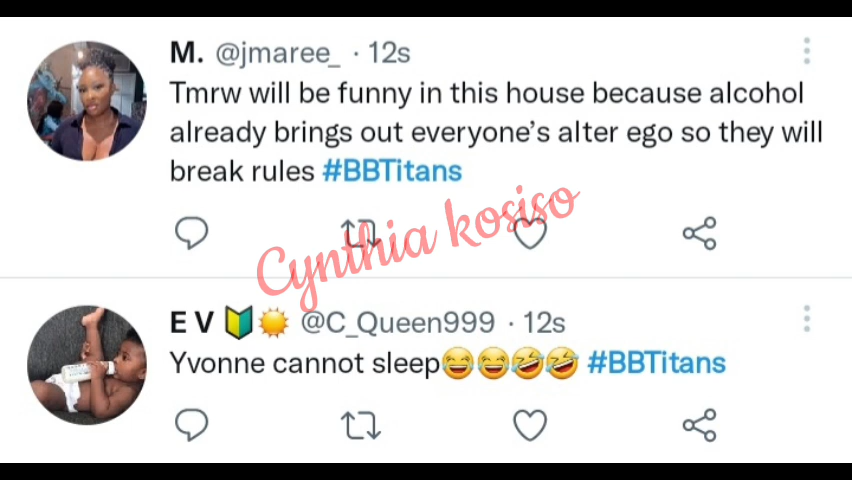 M. @jmaree_ · 12s
Tmrw will be funny in this house because alcohol
already brings out everyone’s alter ego so they will
break rules #BBTitans
Cynthia kosiso
E V 🔰☀️ @C_Queen999 · 12s
Yvonne cannot sleep😂😂🤣🤣 #BBTitans